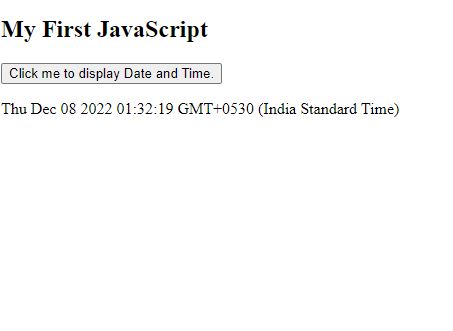 My First JavaScript
Click me to display Date and Time.
Thu Dec 08 2022 01:32:19 GMT+0530 (India Standard Time)